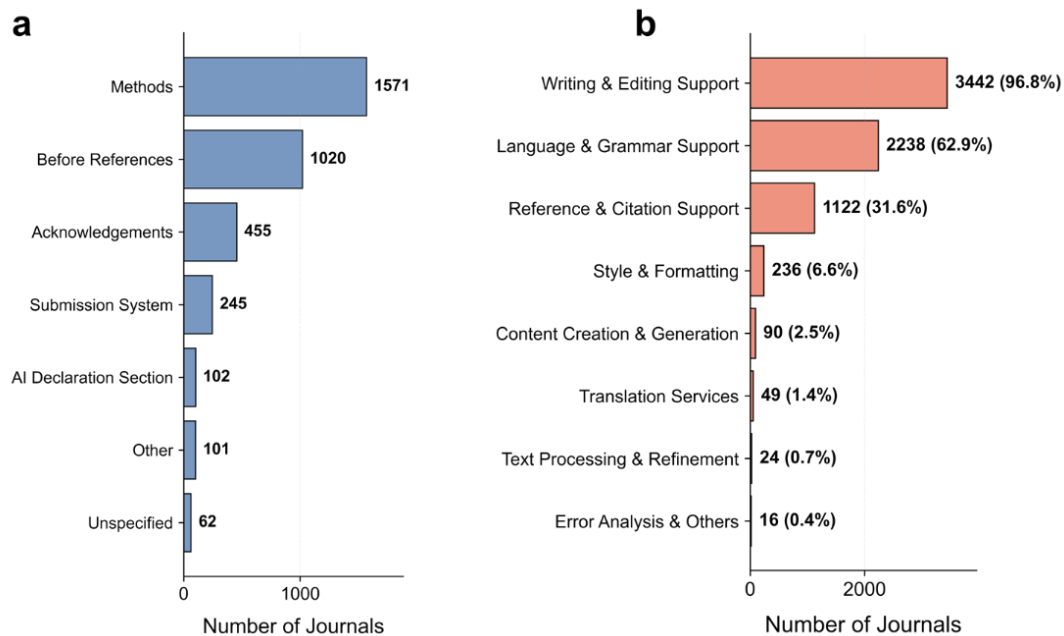 a
Methods
1571
Before References
1020
Acknowledgements
455
Submission System
245
AI Declaration Section
102
Other
101
Unspecified
62
0
1000
Number of Journals
b
Writing & Editing Support
3442 (96.8%)
Language & Grammar Support
2238 (62.9%)
Reference & Citation Support
1122 (31.6%)
Style & Formatting
236 (6.6%)
Content Creation & Generation
90 (2.5%)
Translation Services
49 (1.4%)
Text Processing & Refinement
24 (0.7%)
Error Analysis & Others
16 (0.4%)
0
2000
Number of Journals